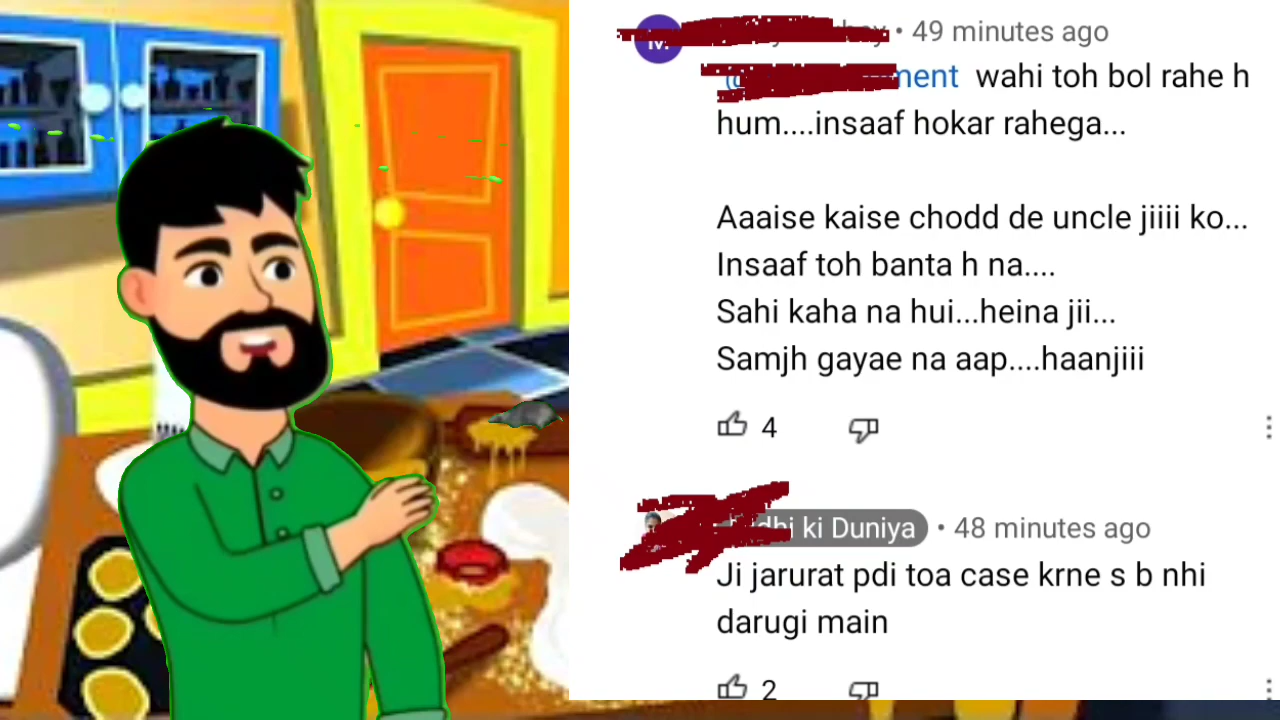 • 49 minutes ago
wahi toh bol rahe h
hum....insaaf hokar rahega...
Aaaise kaise chodd de uncle jiiii ko...
Insaaf toh banta h na....
Sahi kaha na hui...heina jii...
Samjh gayae na aap....haanjiii
4
ki Duniya • 48 minutes ago
Ji jarurat pdi toa case krne s b nhi
darugi main
2